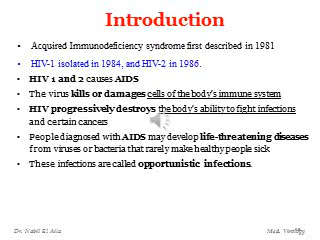 Introduction
• Acquired Immunodeficiency syndrome first described in 1981
• HIV-1 isolated in 1984, and HIV-2 in 1986.
• HIV 1 and 2 causes AIDS
• The virus kills or damages cells of the body's immune system
• HIV progressively destroys the body's ability to fight infections
and certain cancers
• People diagnosed with AIDS may develop life-threatening diseases
from viruses or bacteria that rarely make healthy people sick
• These infections are called opportunistic infections.
Dr. Nabil El Aila
Med. Virology